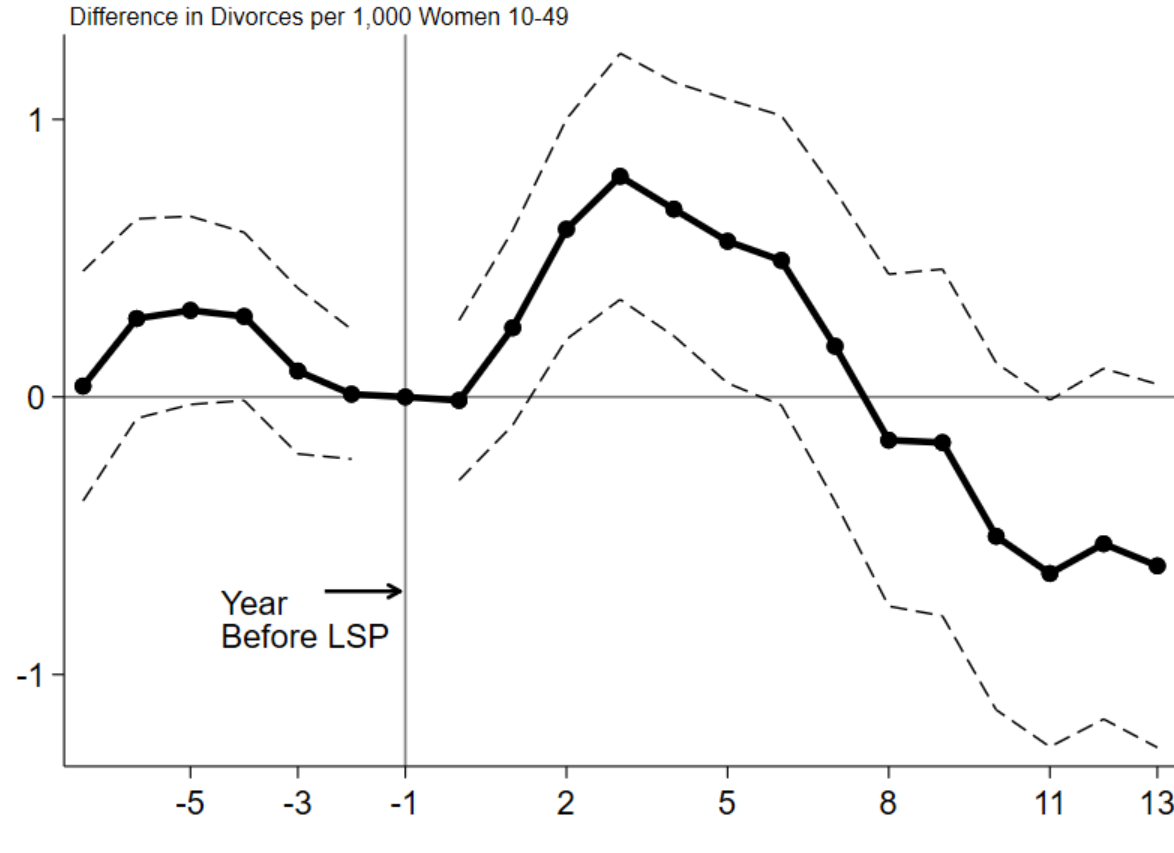 Difference in Divorces per 1,000 Women 10-49
1
0
-1
Year
Before LSP
-5 -3 -1 2 5 8 11 13